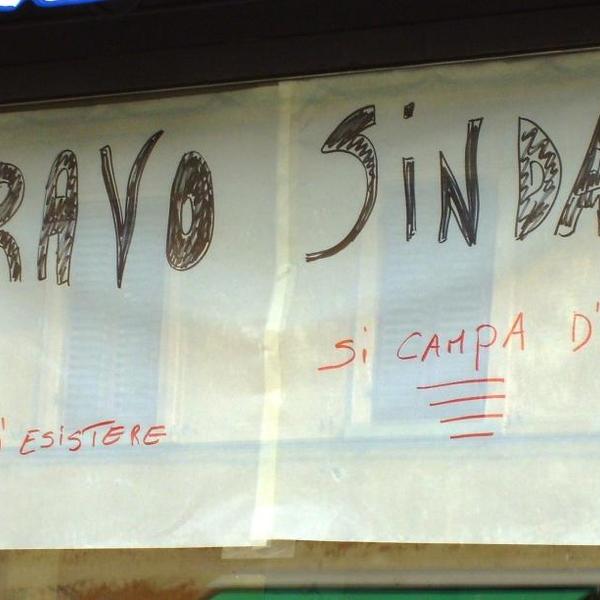 RAVO SiNDA
Si CAMPA D'
i ESISTERE